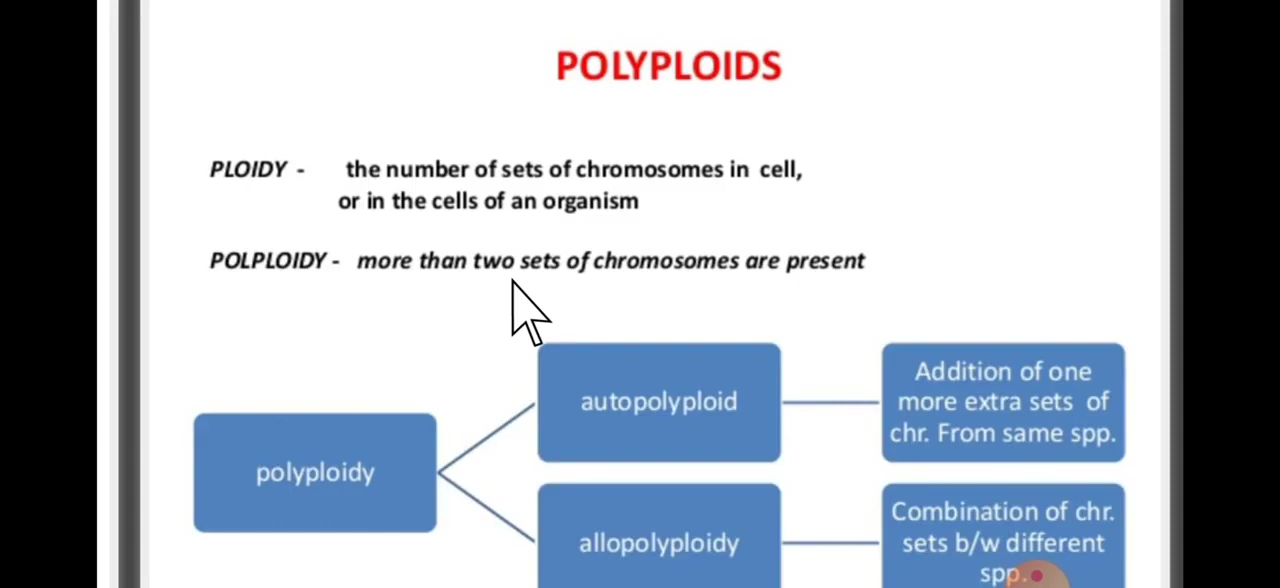 POLYPLOIDS
PLOIDY - the number of sets of chromosomes in cell,
or in the cells of an organism
POLPLOIDY - more than two sets of chromosomes are present
polyploidy
autopolyploid
Addition of one
more extra sets of
chr. From same spp.
allopolyploidy
Combination of chr.
sets b/w different
spp.